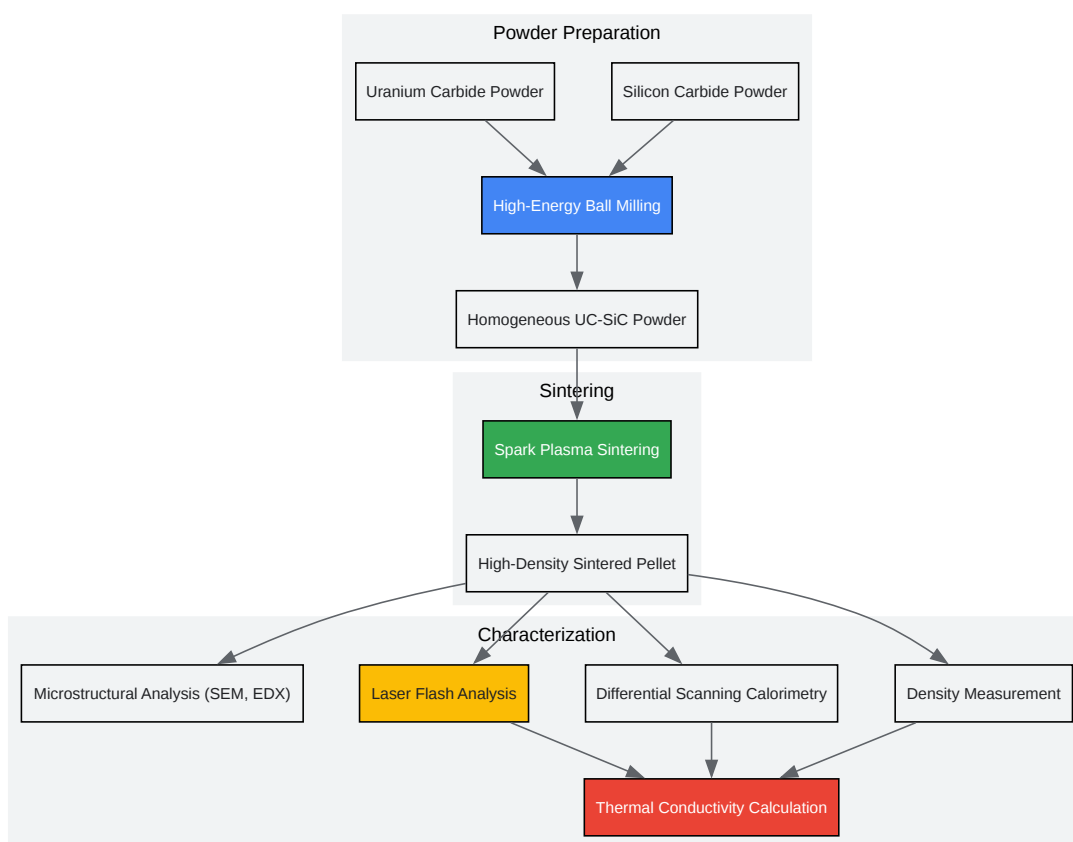 Powder Preparation
Uranium Carbide Powder
Silicon Carbide Powder
High-Energy Ball Milling
Homogeneous UC-SiC Powder
Sintering
Spark Plasma Sintering
High-Density Sintered Pellet
Characterization
Microstructural Analysis (SEM, EDX)
Laser Flash Analysis
Differential Scanning Calorimetry
Density Measurement
Thermal Conductivity Calculation